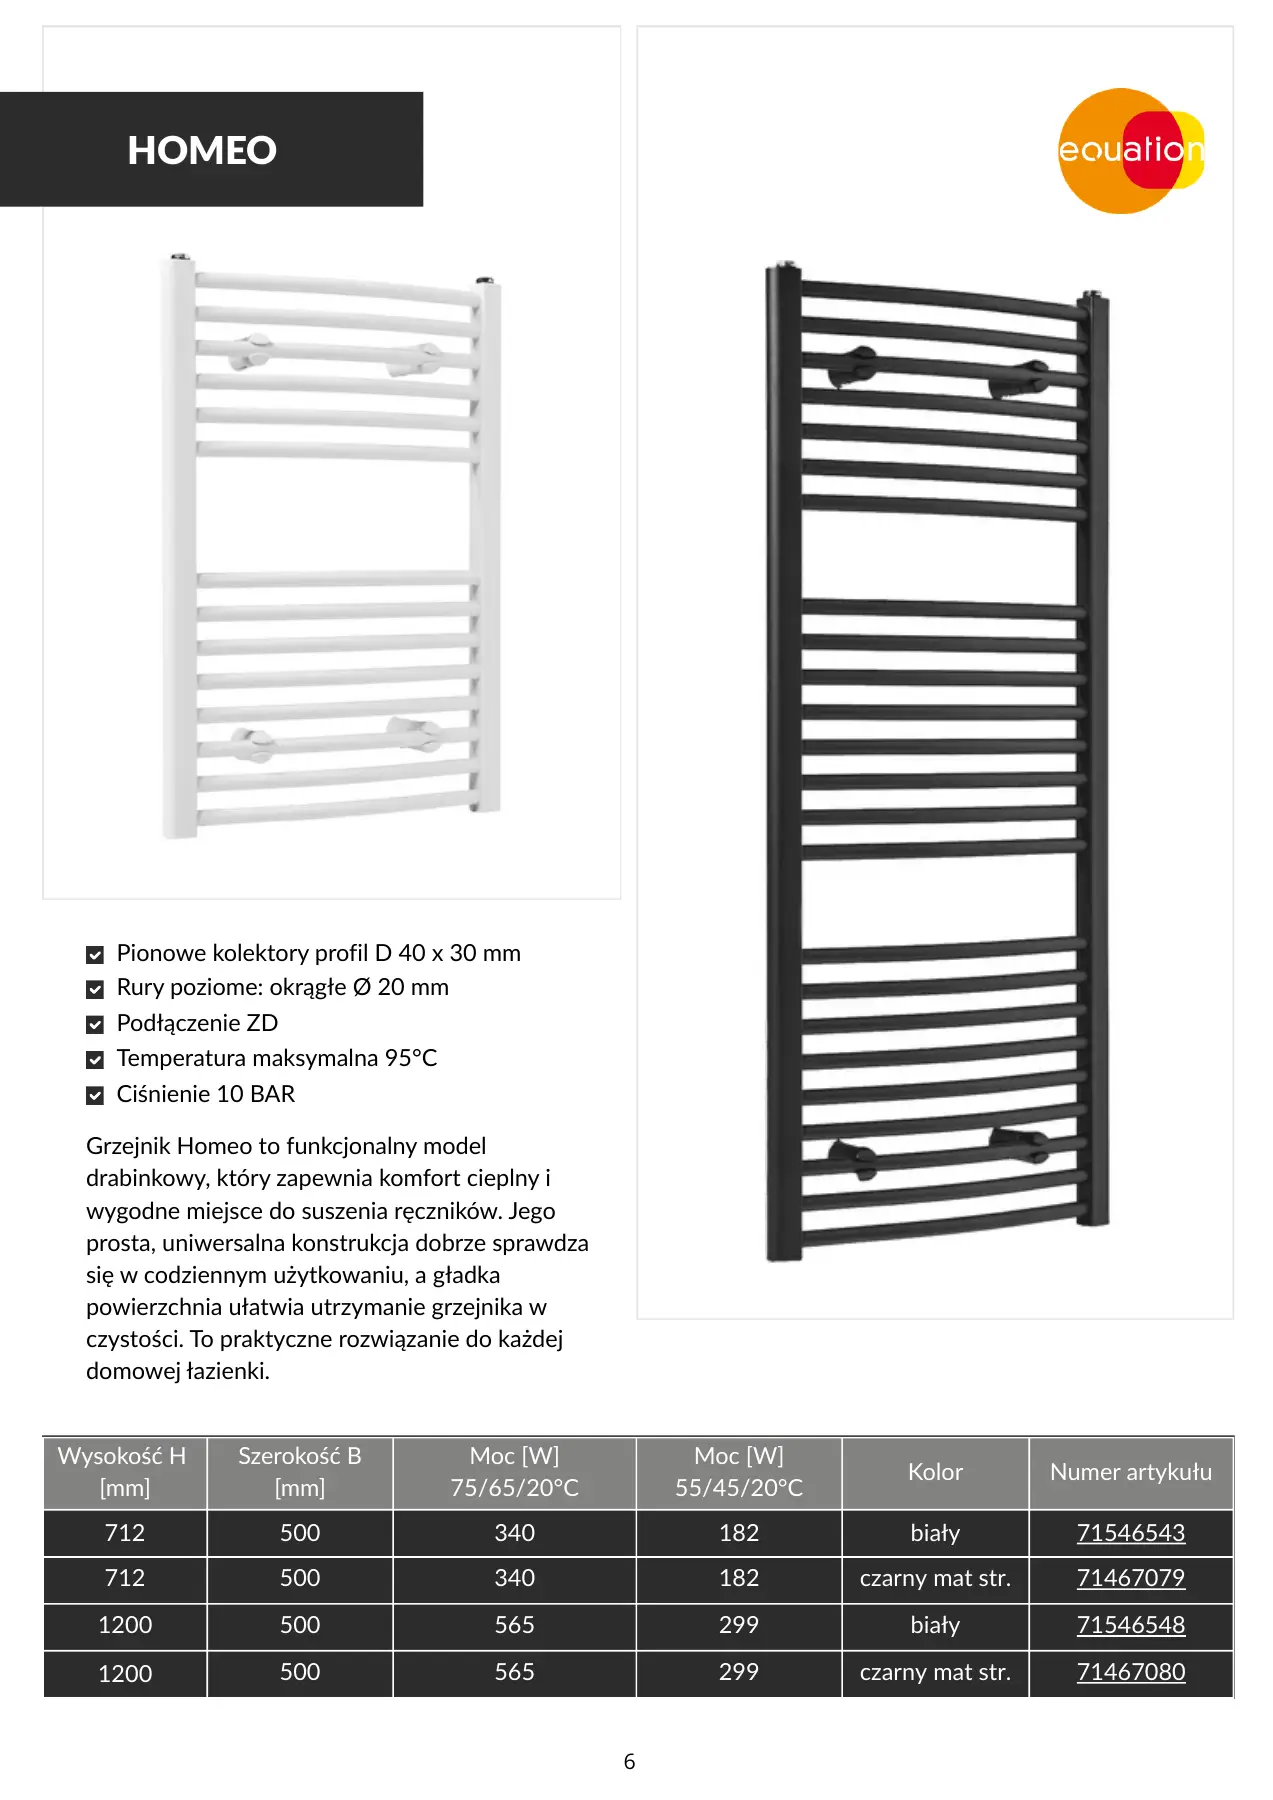 HOMEO
equation
Pionowe kolektory profil D 40 x 30 mm
Rury poziome: okrągłe Ø 20 mm
Podłączenie ZD
Temperatura maksymalna 95°C
Ciśnienie 10 BAR
Grzejnik Homeo to funkcjonalny model
drabinkowy, który zapewnia komfort cieplny i
wygodne miejsce do suszenia ręczników. Jego
prosta, uniwersalna konstrukcja dobrze sprawdza
się w codziennym użytkowaniu, a gładka
powierzchnia ułatwia utrzymanie grzejnika w
czystości. To praktyczne rozwiązanie do każdej
domowej łazienki.
Wysokość H [mm] Szerokość B [mm] Moc [W] 75/65/20°C Moc [W] 55/45/20°C Kolor Numer artykułu
712 500 340 182 biały 71546543
712 500 340 182 czarny mat str. 71467079
1200 500 565 299 biały 71546548
1200 500 565 299 czarny mat str. 71467080
6